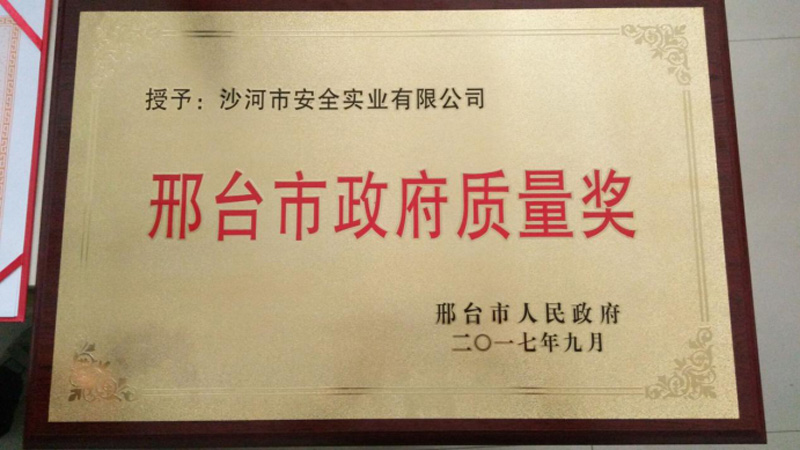 授予：沙河市安全实业有限公司
邢台市政府质量奖
邢台市人民政府
二〇一七年九月